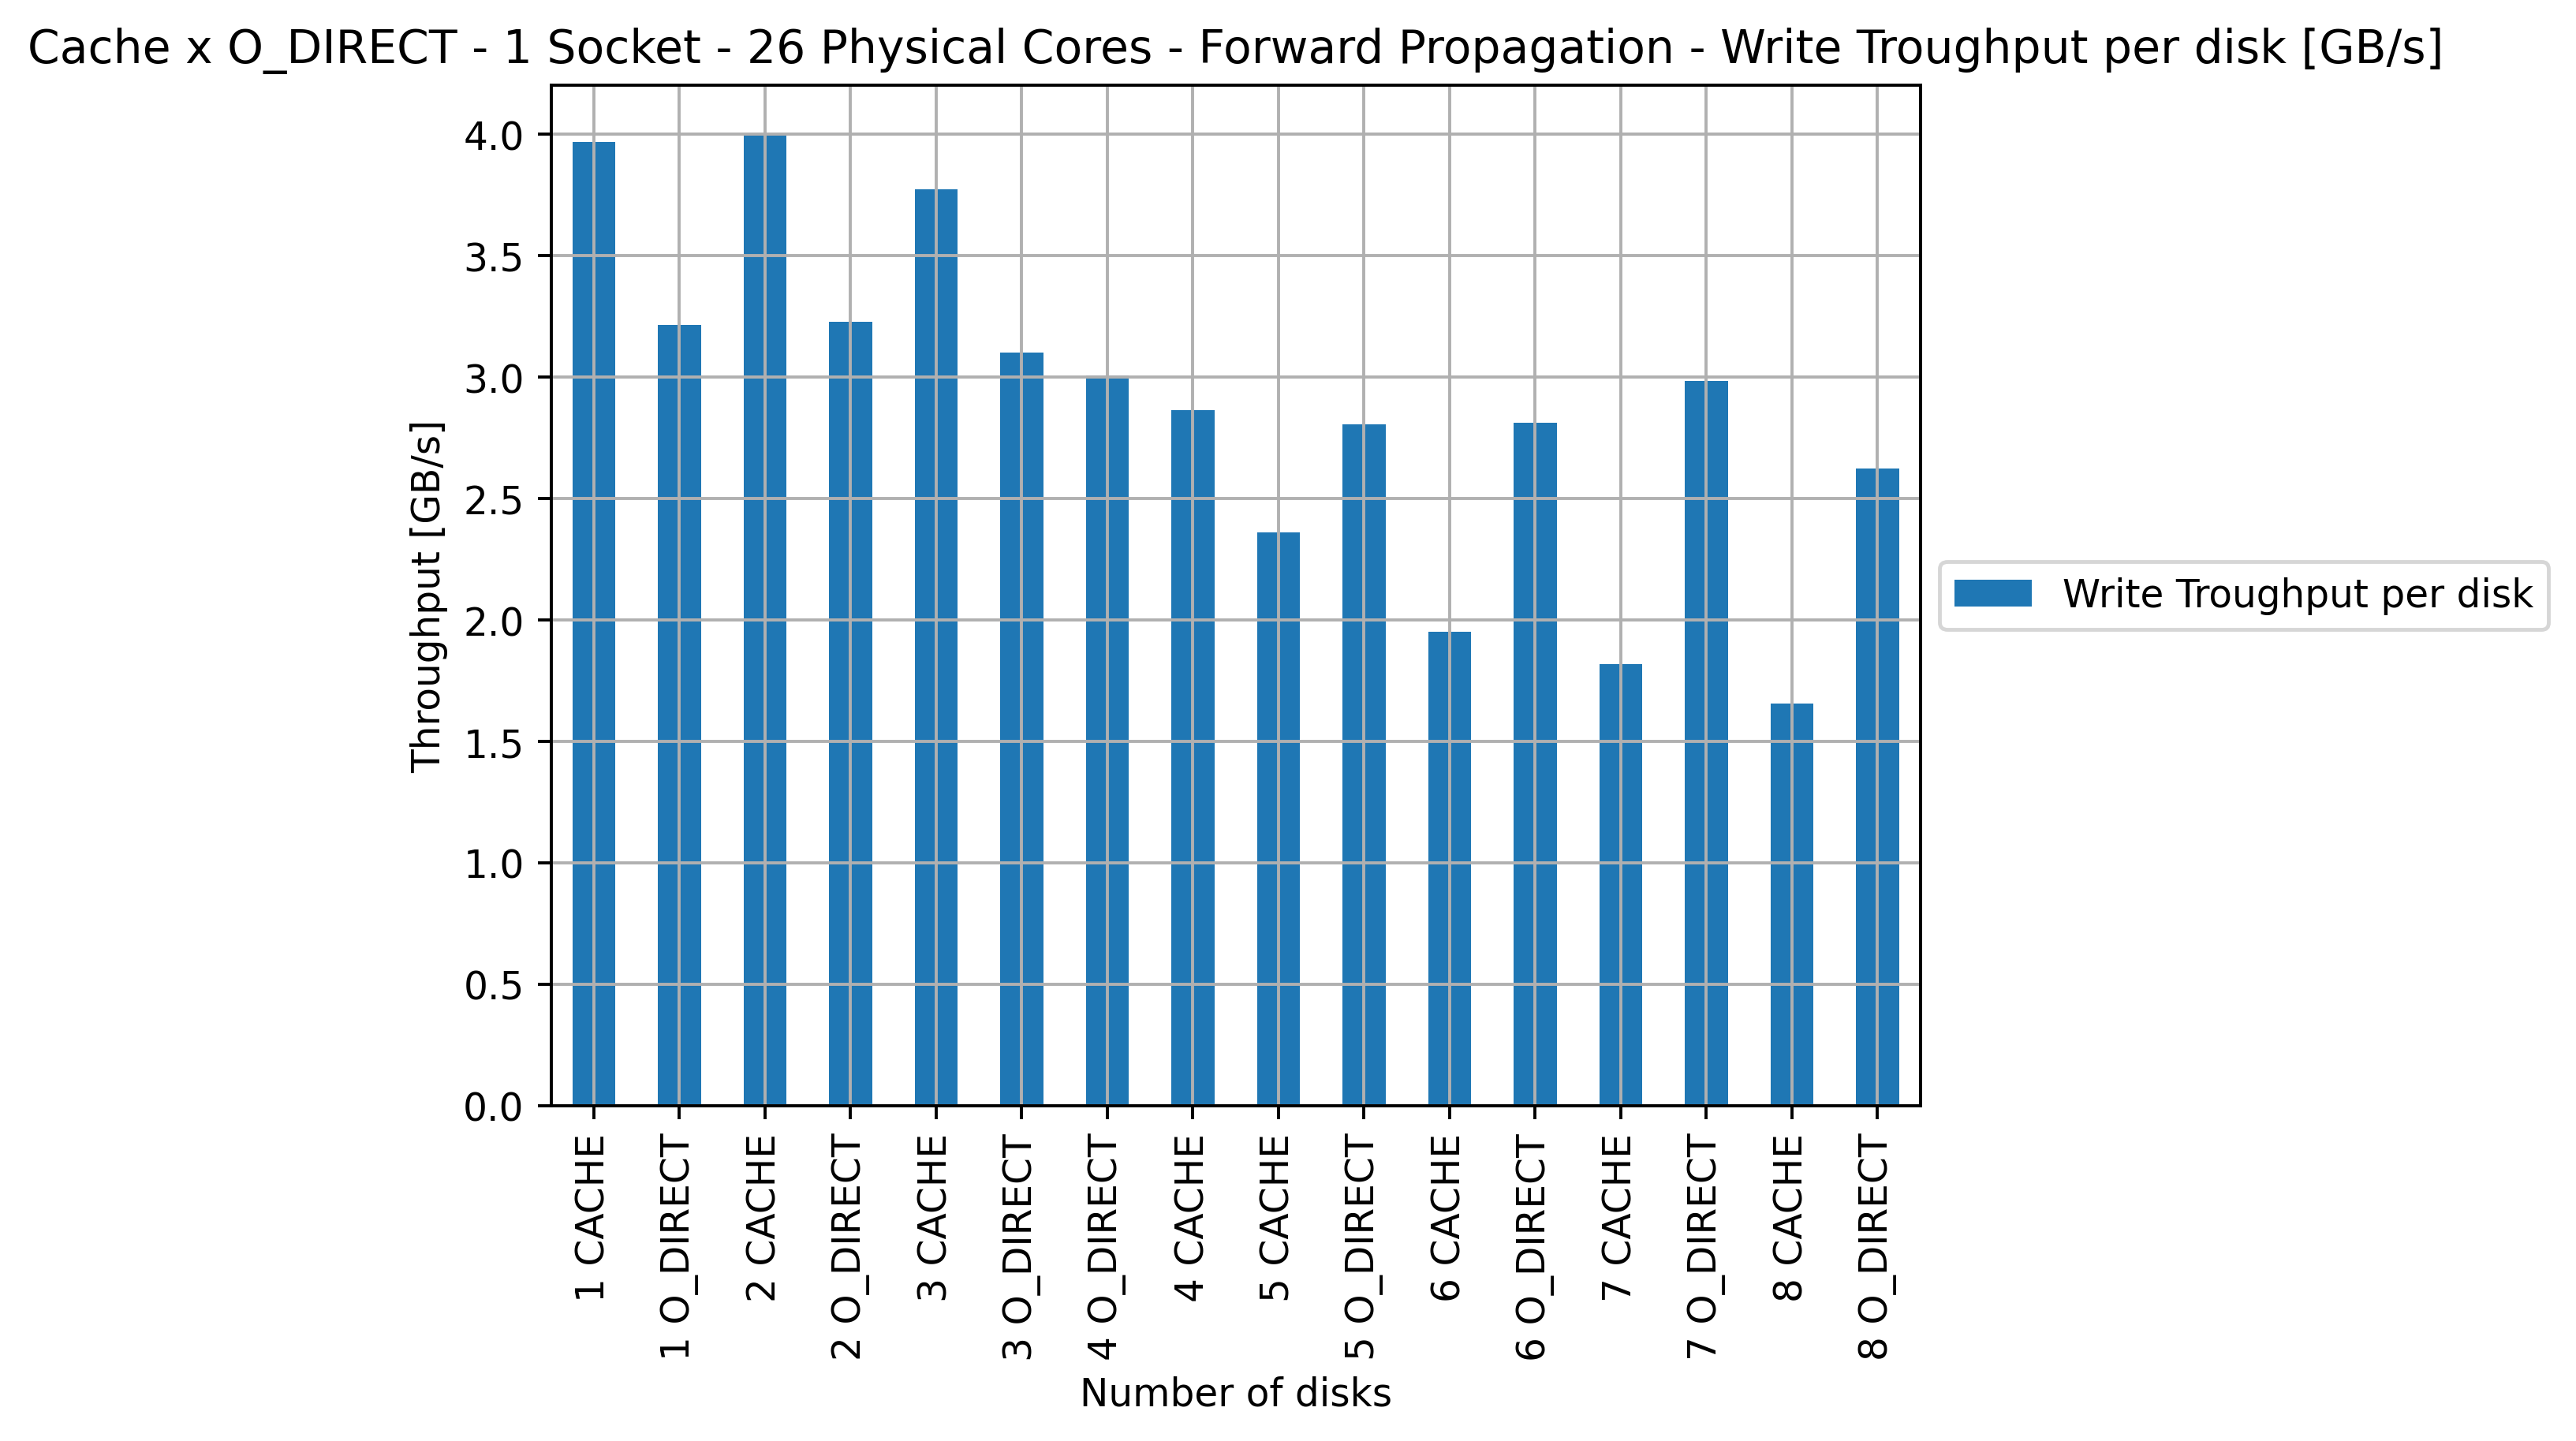 Cache x O_DIRECT - 1 Socket - 26 Physical Cores - Forward Propagation - Write Troughput per disk [GB/s]
4.0
3.5
3.0
2.5
2.0
1.5
1.0
0.5
0.0
Throughput [GB/s]
1 CACHE
1 O_DIRECT
2 CACHE
2 O_DIRECT
3 CACHE
3 O_DIRECT
4 O_DIRECT
4 CACHE
5 CACHE
5 O_DIRECT
6 CACHE
6 O_DIRECT
7 CACHE
7 O_DIRECT
8 CACHE
8 O_DIRECT
Number of disks
Write Troughput per disk